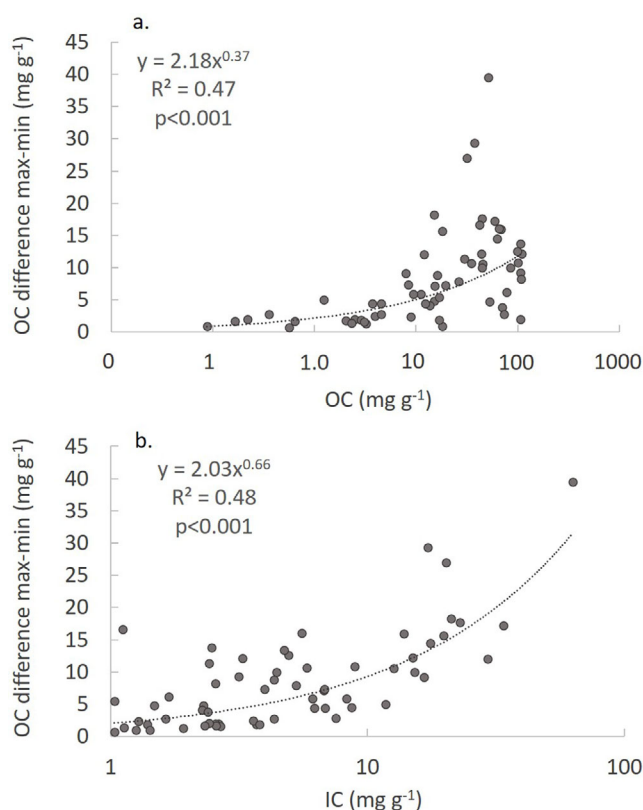 a.
y = 2.18x^0.37
R² = 0.47
p<0.001
OC difference max-min (mg g⁻¹)
45
40
35
30
25
20
15
10
5
0
0 1 1.0 10 100 1000
OC (mg g⁻¹)
b.
y = 2.03x^0.66
R² = 0.48
p<0.001
OC difference max-min (mg g⁻¹)
45
40
35
30
25
20
15
10
5
0
1 10 100
IC (mg g⁻¹)